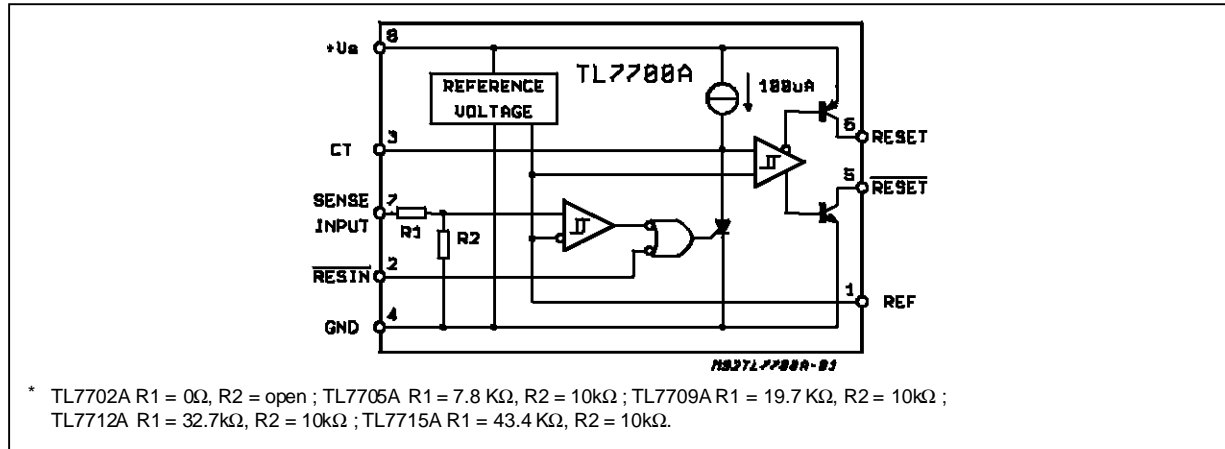 8
+Us
TL7700A
REFERENCE
VOLTAGE
100uA
6
RESET
3
CT
5
RESET
SENSE
7
INPUT
R1
R2
2
RESIN
1
REF
4
GND
M93TL7700A-01
* TL7702A R1 = 0Ω, R2 = open ; TL7705A R1 = 7.8 KΩ, R2 = 10kΩ ; TL7709A R1 = 19.7 KΩ, R2 = 10kΩ ;
TL7712A R1 = 32.7kΩ, R2 = 10kΩ ; TL7715A R1 = 43.4 KΩ, R2 = 10kΩ.